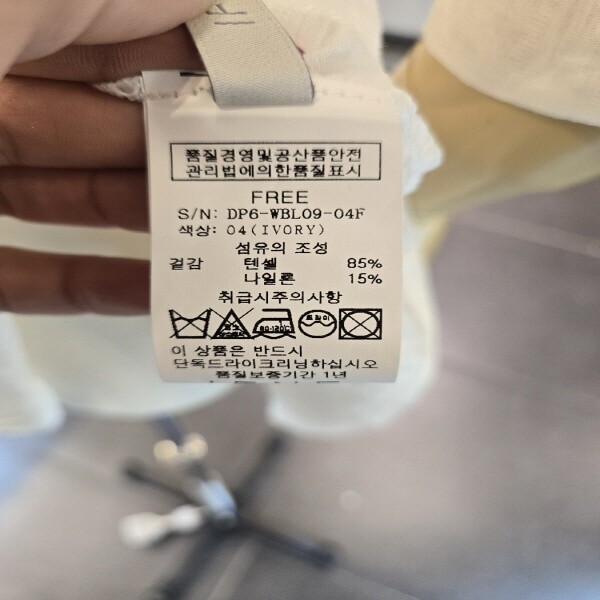 품질경영및공산품안전
관리법에의한품질표시
FREE
S/N: DP6-WBL09-04F
색상: 04(IVORY)
섬유의 조성
겉감 텐셀 85%
나일론 15%
취급시주의사항
드라이
이 상품은 반드시
단독드라이크리닝하십시오
품질보증기간 1년